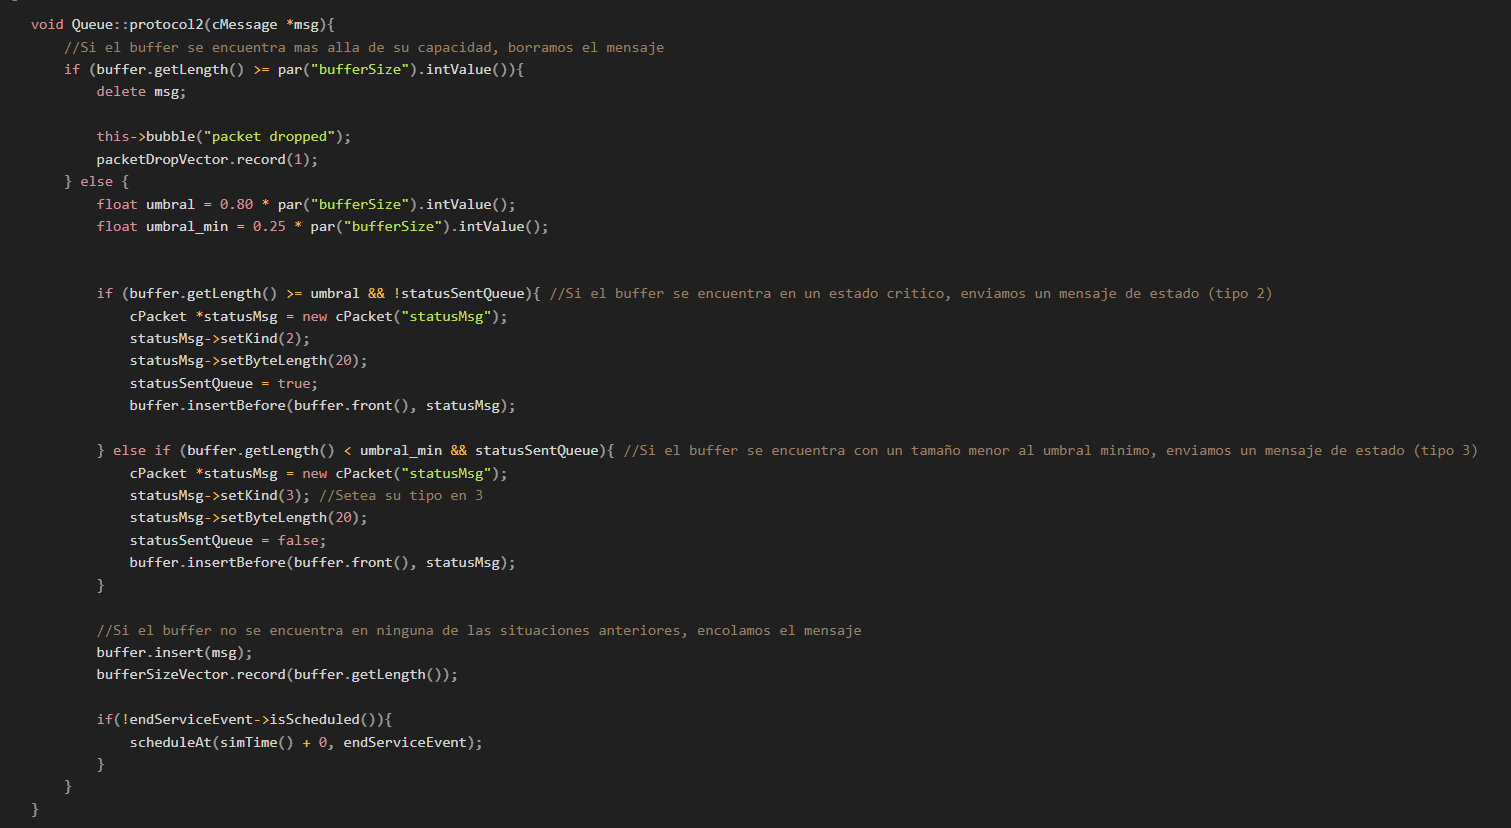 void Queue::protocol2(cMessage *msg){
    //Si el buffer se encuentra mas alla de su capacidad, borramos el mensaje
    if (buffer.getLength() >= par("bufferSize").intValue()){
        delete msg;

        this->bubble("packet dropped");
        packetDropVector.record(1);
    } else {
        float umbral = 0.80 * par("bufferSize").intValue();
        float umbral_min = 0.25 * par("bufferSize").intValue();


        if (buffer.getLength() >= umbral && !statusSentQueue){ //Si el buffer se encuentra en un estado critico, enviamos un mensaje de estado (tipo 2)
            cPacket *statusMsg = new cPacket("statusMsg");
            statusMsg->setKind(2);
            statusMsg->setByteLength(20);
            statusSentQueue = true;
            buffer.insertBefore(buffer.front(), statusMsg);

        } else if (buffer.getLength() < umbral_min && statusSentQueue){ //Si el buffer se encuentra con un tamaño menor al umbral minimo, enviamos un mensaje de estado (tipo 3)
            cPacket *statusMsg = new cPacket("statusMsg");
            statusMsg->setKind(3); //Setea su tipo en 3
            statusMsg->setByteLength(20);
            statusSentQueue = false;
            buffer.insertBefore(buffer.front(), statusMsg);
        }

        //Si el buffer no se encuentra en ninguna de las situaciones anteriores, encolamos el mensaje
        buffer.insert(msg);
        bufferSizeVector.record(buffer.getLength());

        if(!endServiceEvent->isScheduled()){
            scheduleAt(simTime() + 0, endServiceEvent);
        }
    }
}